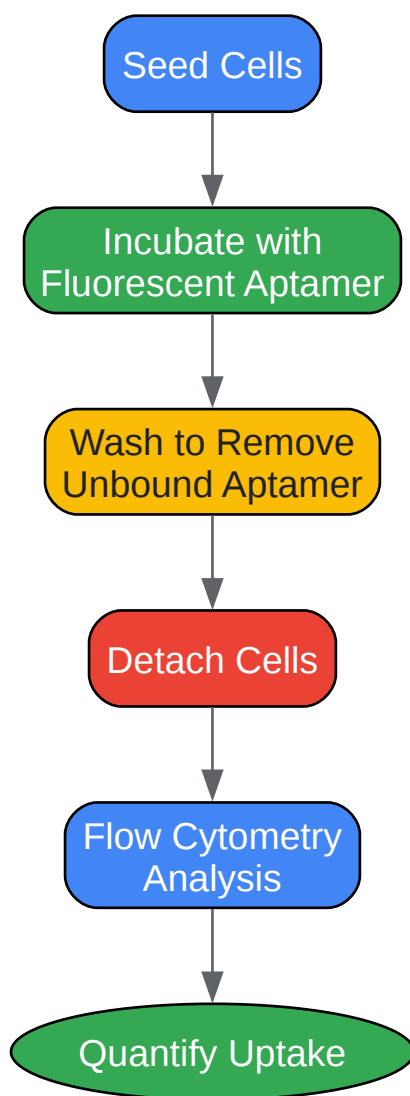 Seed Cells
Incubate with
Fluorescent Aptamer
Wash to Remove
Unbound Aptamer
Detach Cells
Flow Cytometry
Analysis
Quantify Uptake